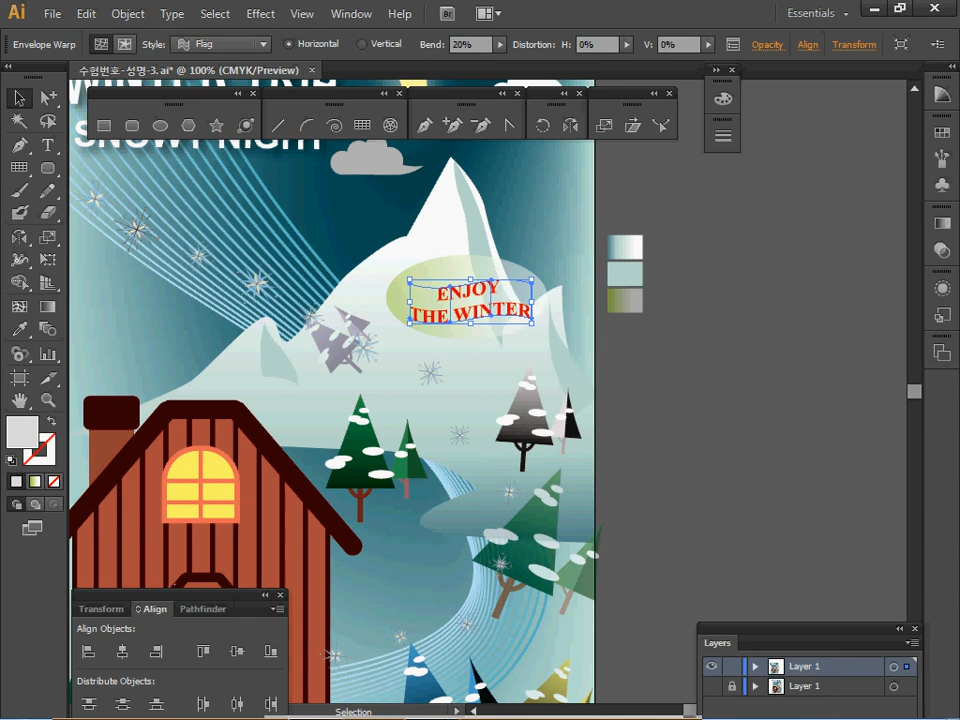 Ai File Edit Object Type Select Effect View Window Help Br Essentials
Envelope Warp Style: Flag Horizontal Vertical Bend: 20% Distortion: H: 0% V: 0% Opacity Align Transform
수험번호-성명-3.ai* @ 100% (CMYK/Preview)
SNOWY NIGHT
ENJOY
THE WINTER
Transform Align Pathfinder
Align Objects:
Distribute Objects:
Layers
Layer 1
Layer 1
Selection